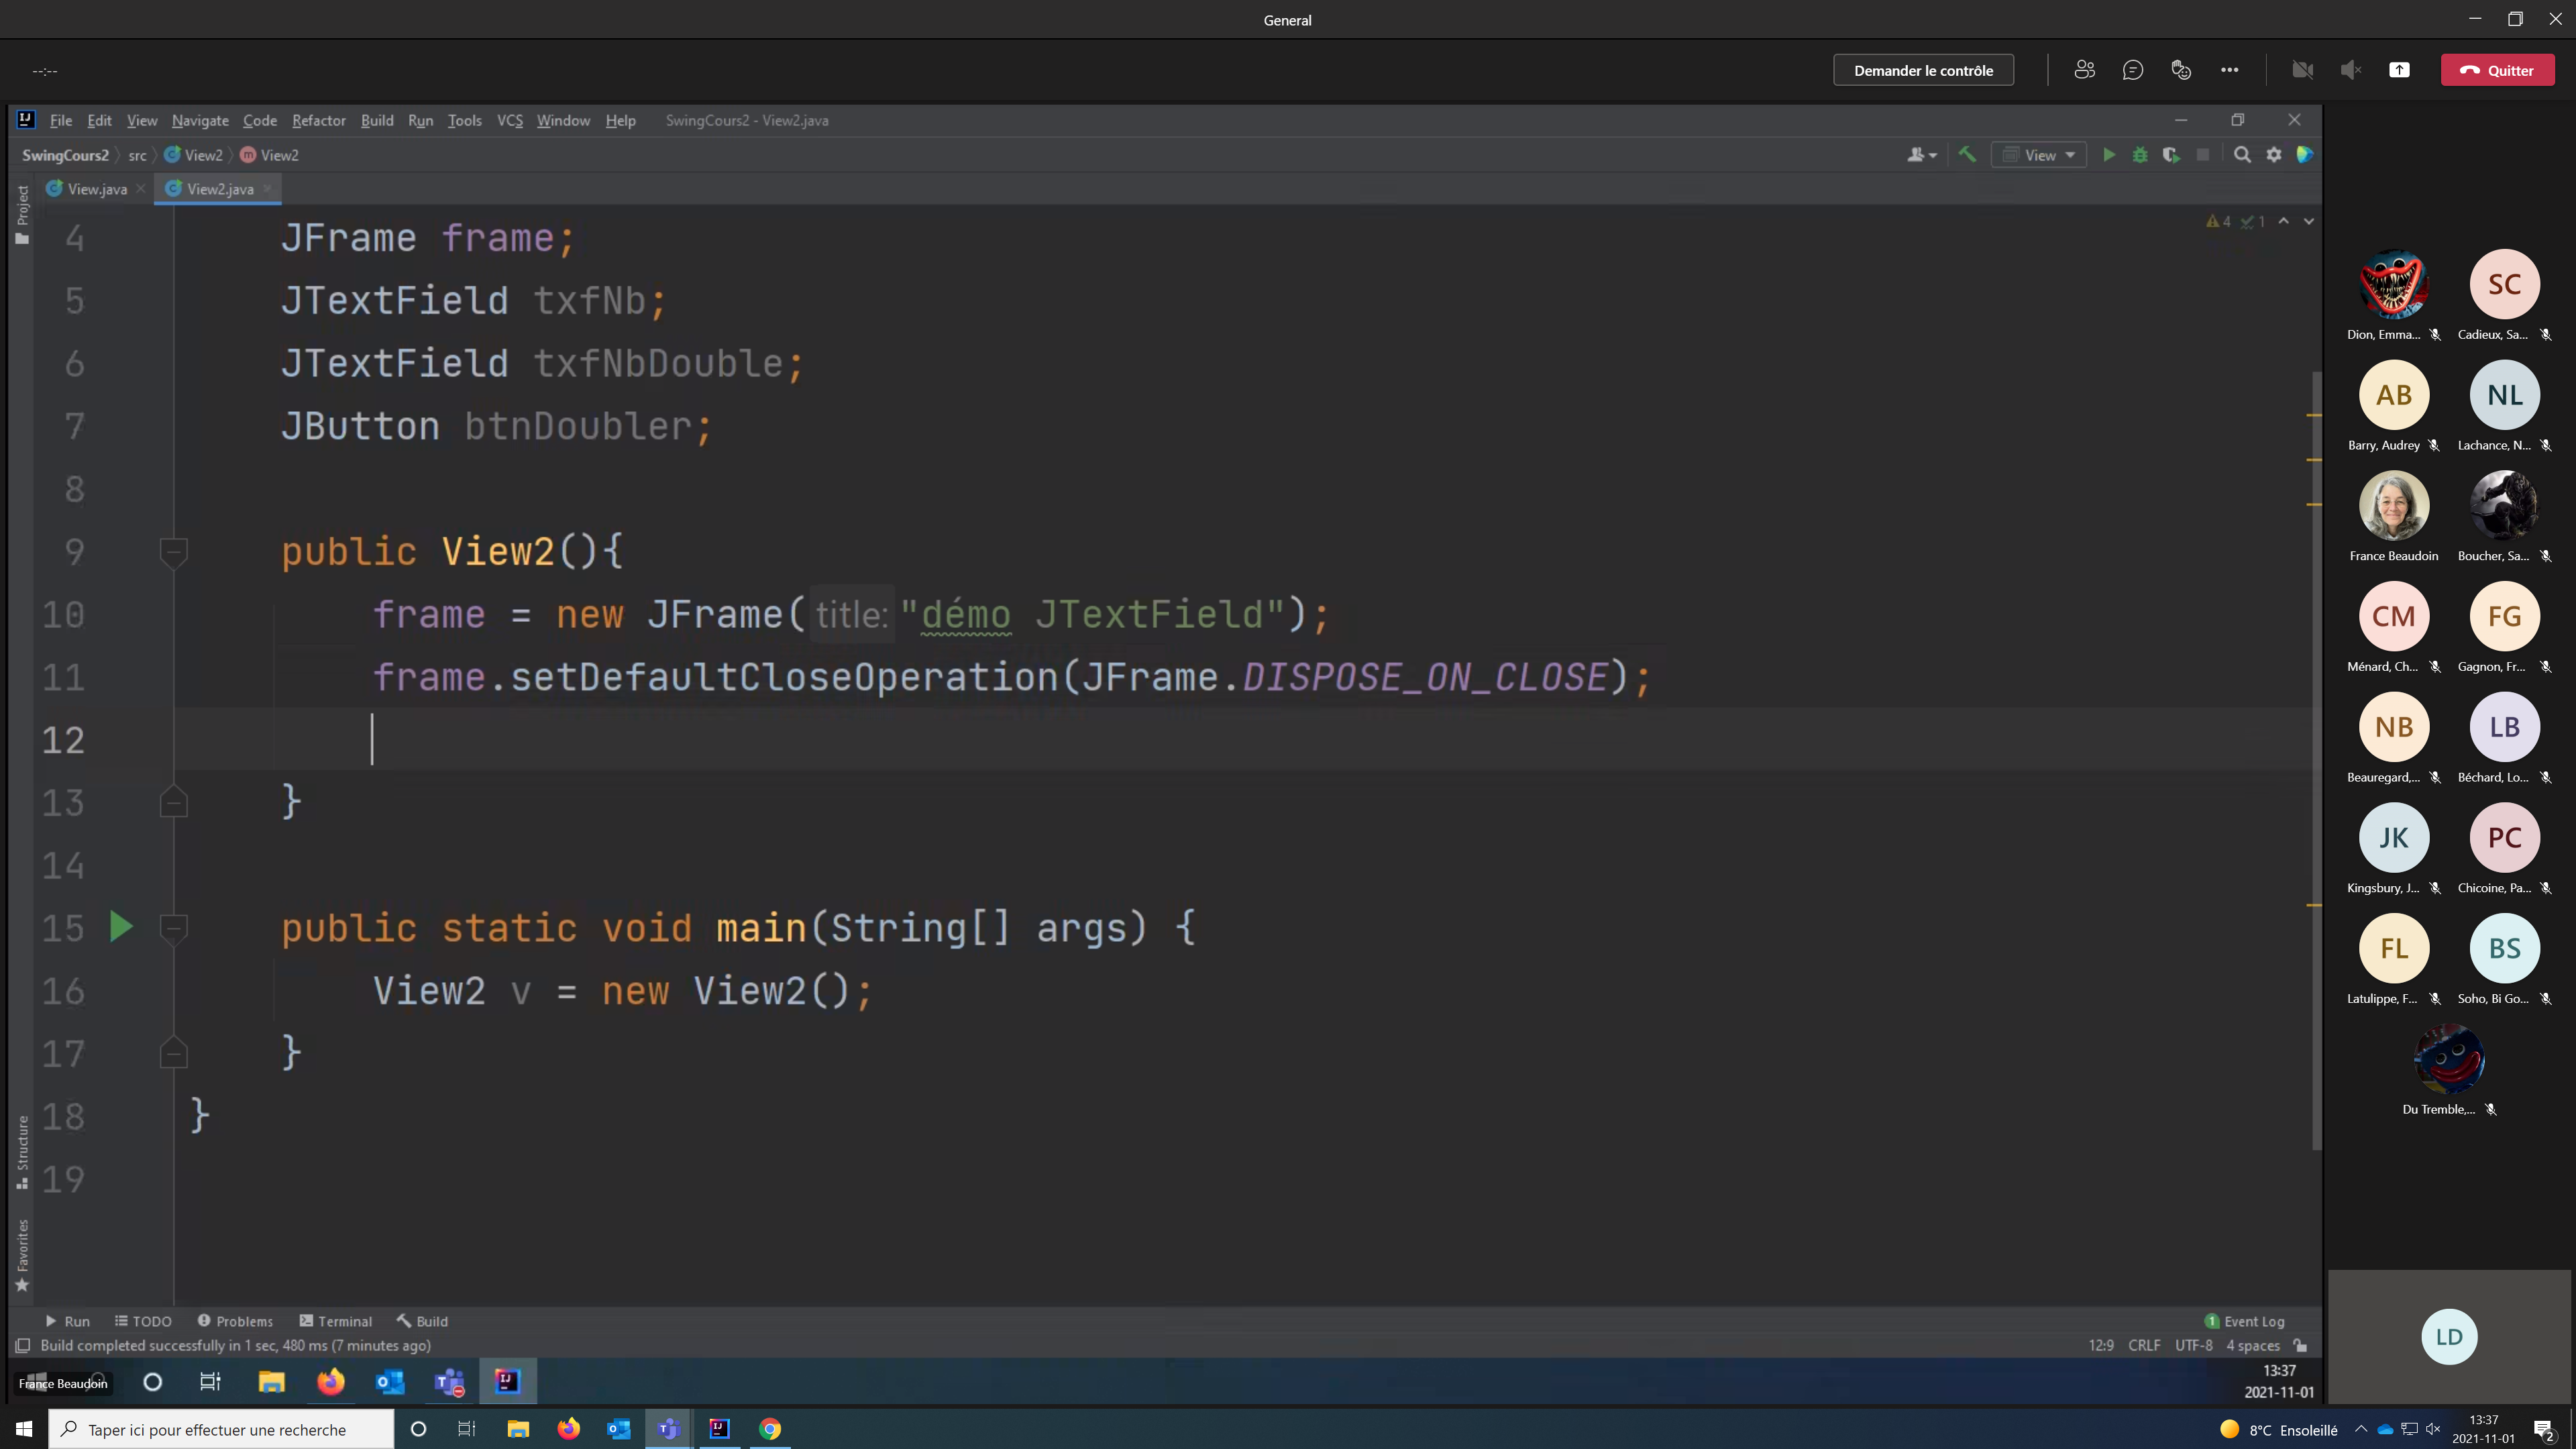 General
--:--
Demander le contrôle
Quitter
File Edit View Navigate Code Refactor Build Run Tools VCS Window Help SwingCours2 - View2.java
SwingCours2 src View2 m View2
View
View.java View2.java
Project
4 1
4 JFrame frame;
5 JTextField txfNb;
6 JTextField txfNbDouble;
7 JButton btnDoubler;
8
9 public View2(){
10 frame = new JFrame( title: "démo JTextField");
11 frame.setDefaultCloseOperation(JFrame.DISPOSE_ON_CLOSE);
12
13 }
14
15 public static void main(String[] args) {
16 View2 v = new View2();
17 }
18 }
19
Structure
Favorites
Run TODO Problems Terminal Build
1 Event Log
Build completed successfully in 1 sec, 480 ms (7 minutes ago)
12:9 CRLF UTF-8 4 spaces
France Beaudoin
13:37
2021-11-01
SC
Dion, Emma... Cadieux, Sa...
AB NL
Barry, Audrey Lachance, N...
France Beaudoin Boucher, Sa...
CM FG
Ménard, Ch... Gagnon, Fr...
NB LB
Beauregard,... Béchard, Lo...
JK PC
Kingsbury, J... Chicoine, Pa...
FL BS
Latulippe, F... Soho, Bi Go...
Du Tremble,...
LD
Taper ici pour effectuer une recherche
8°C Ensoleillé
13:37
2021-11-01
2